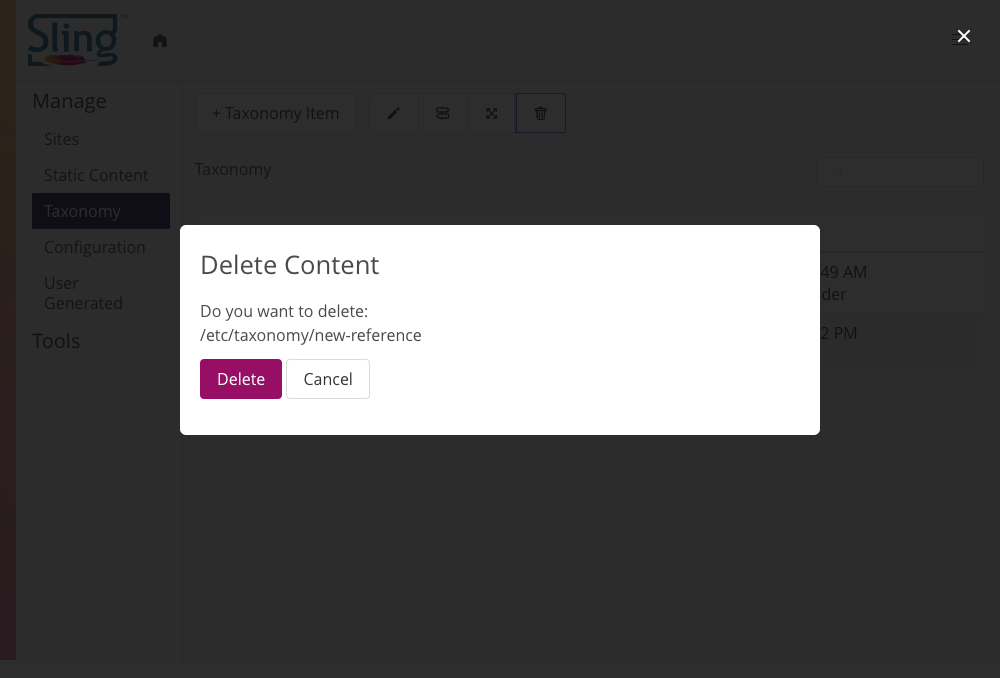 Sling™
Manage
Sites
Static Content
Taxonomy
Configuration
User
Generated
Tools
+ Taxonomy Item
Taxonomy
49 AM
der
2 PM
Delete Content
Do you want to delete:
/etc/taxonomy/new-reference
Delete
Cancel